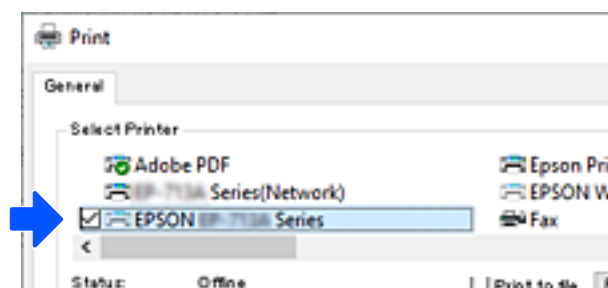 Print
General
Select Printer
Adobe PDF
Epson Pri
Series(Network)
EPSON W
EPSON Series
Fax
Status: Offline
Print to file